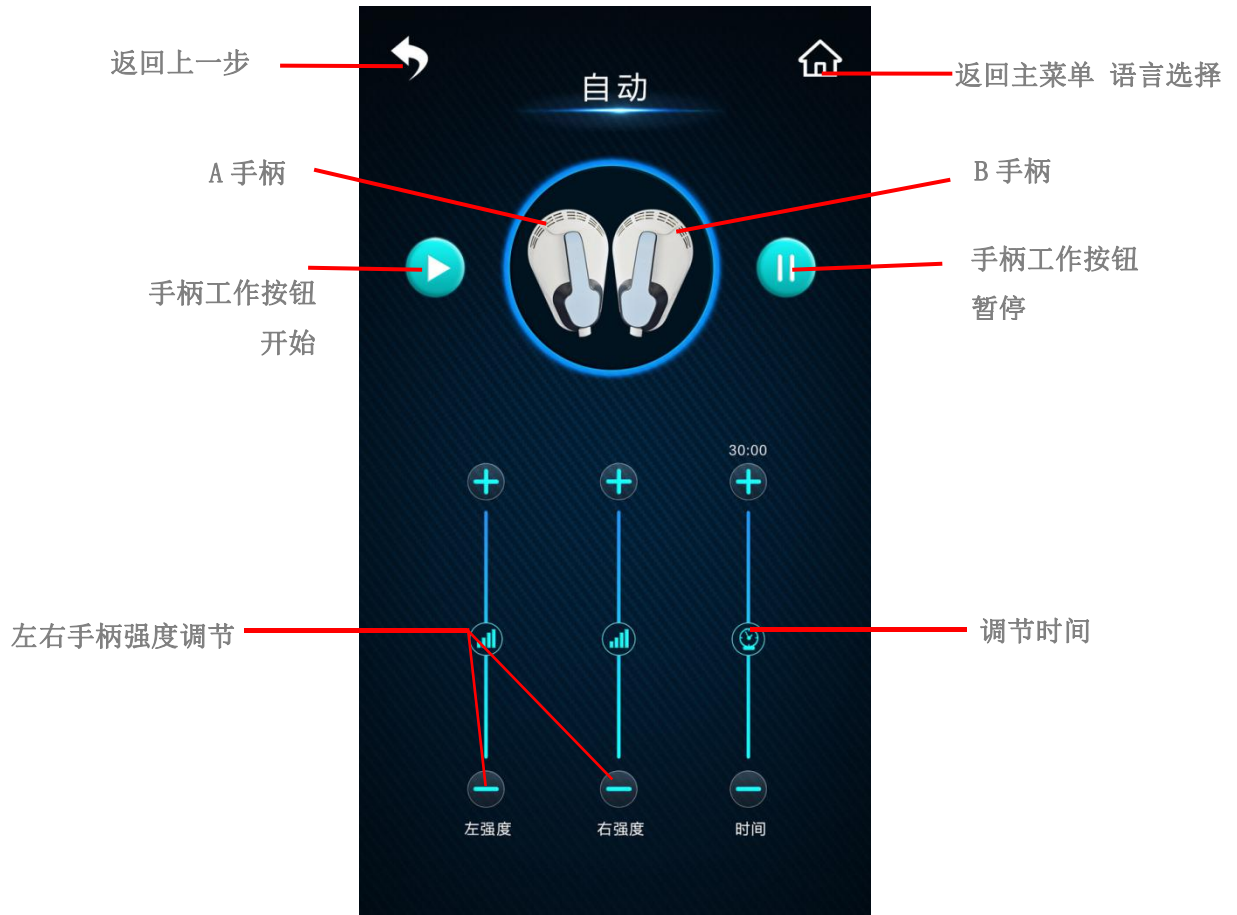 返回上一步
自动
返回主菜单 语言选择
A 手柄
B 手柄
手柄工作按钮
开始
手柄工作按钮
暂停
30:00
左右手柄强度调节
调节时间
左强度
右强度
时间